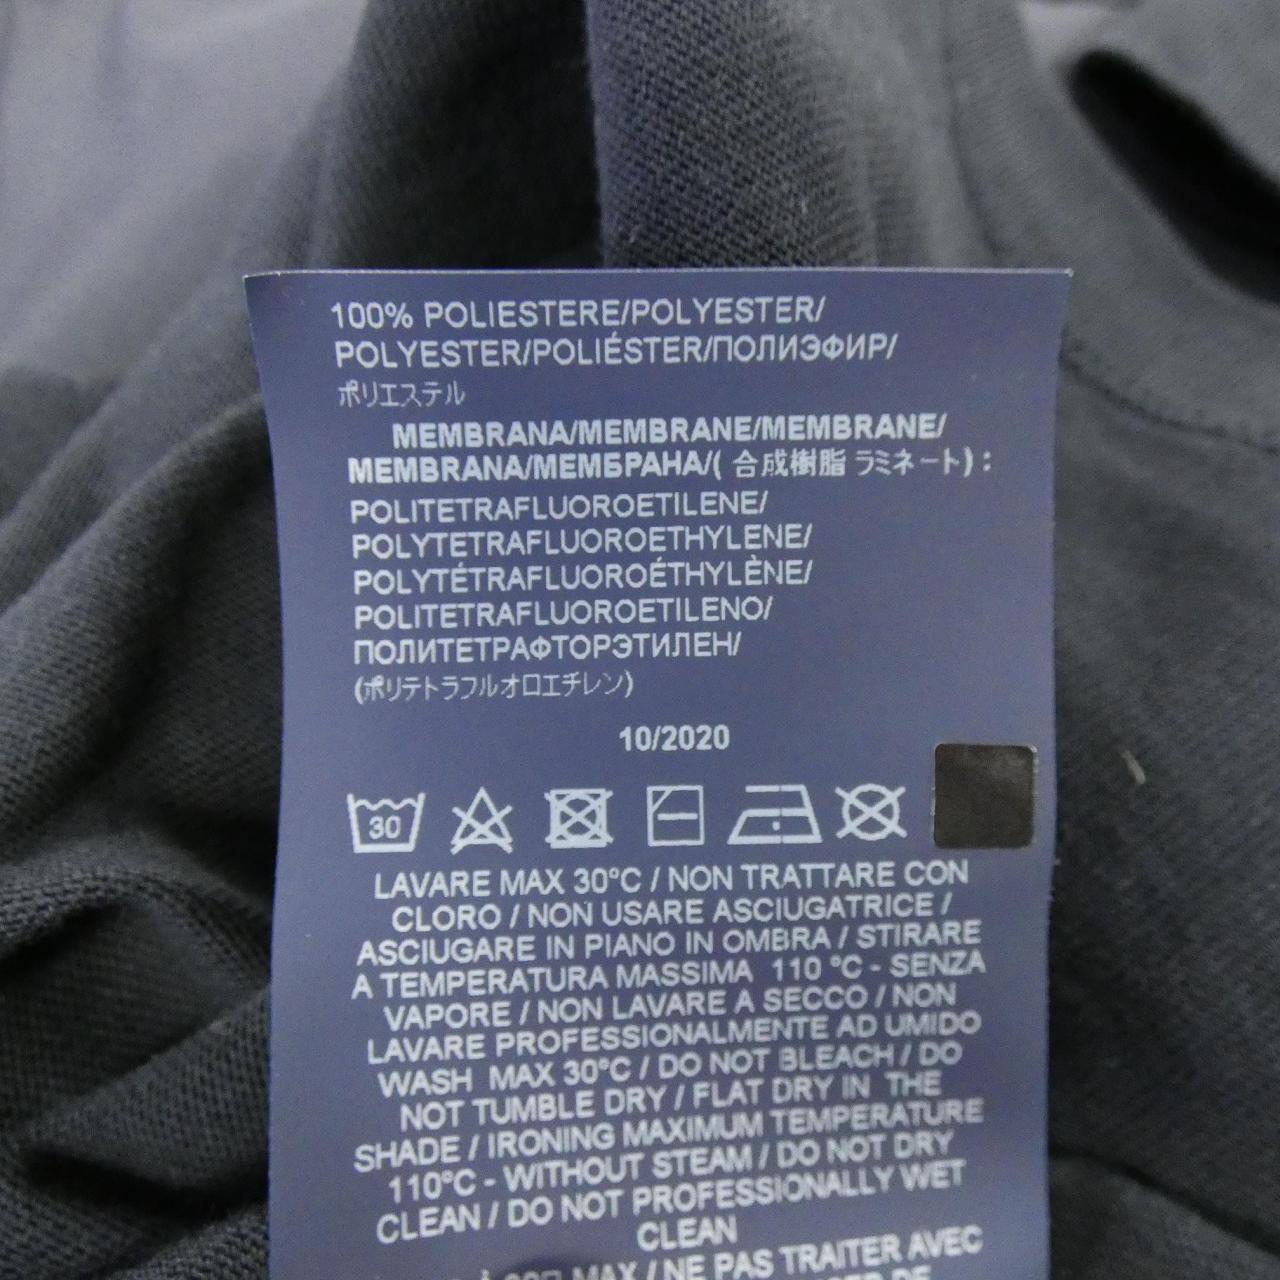 100% POLIESTERE/POLYESTER/
POLYESTER/POLIÉSTER/ПОЛИЭФИР/
ポリエステル
MEMBRANA/MEMBRANE/MEMBRANE/
MEMBRANA/МЕМБРАНА/( 合成樹脂 ラミネート) :
POLITETRAFLUOROETILENE/
POLYTETRAFLUOROETHYLENE/
POLYTÉTRAFLUOROÉTHYLÈNE/
POLITETRAFLUOROETILENO/
ПОЛИТЕТРАФТОРЭТИЛЕН/
(ポリテトラフルオロエチレン)
10/2020
30
LAVARE MAX 30°C / NON TRATTARE CON
CLORO / NON USARE ASCIUGATRICE /
ASCIUGARE IN PIANO IN OMBRA / STIRARE
A TEMPERATURA MASSIMA 110 °C - SENZA
VAPORE / NON LAVARE A SECCO / NON
LAVARE PROFESSIONALMENTE AD UMIDO
WASH MAX 30°C / DO NOT BLEACH / DO
NOT TUMBLE DRY / FLAT DRY IN THE
SHADE / IRONING MAXIMUM TEMPERATURE
110°C - WITHOUT STEAM / DO NOT DRY
CLEAN / DO NOT PROFESSIONALLY WET
CLEAN
MAX / NE PAS TRAITER AVEC